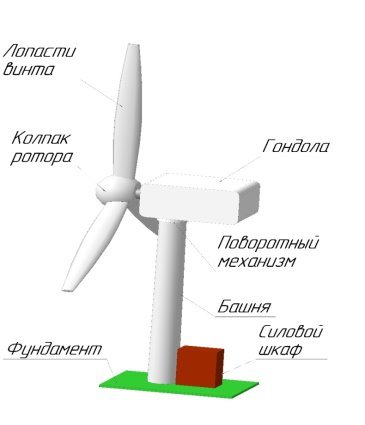 Лопасти
винта
Колпак
ротора
Гондола
Поворотный
механизм
Башня
Силовой
шкаф
Фундамент